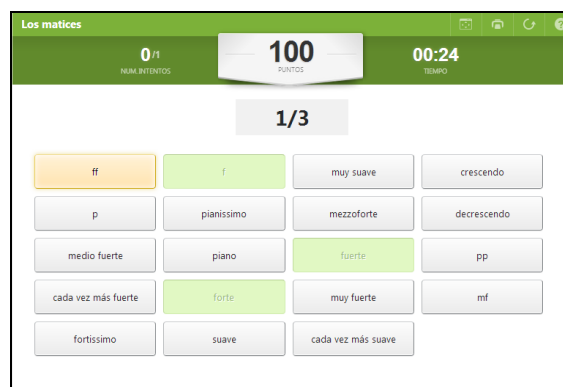 Los matices
0/1
NUM.INTENTOS
100
PUNTOS
00:24
TIEMPO
1/3
ff
f
muy suave
crescendo
p
pianissimo
mezzoforte
decrescendo
medio fuerte
piano
fuerte
pp
cada vez más fuerte
forte
muy fuerte
mf
fortissimo
suave
cada vez más suave